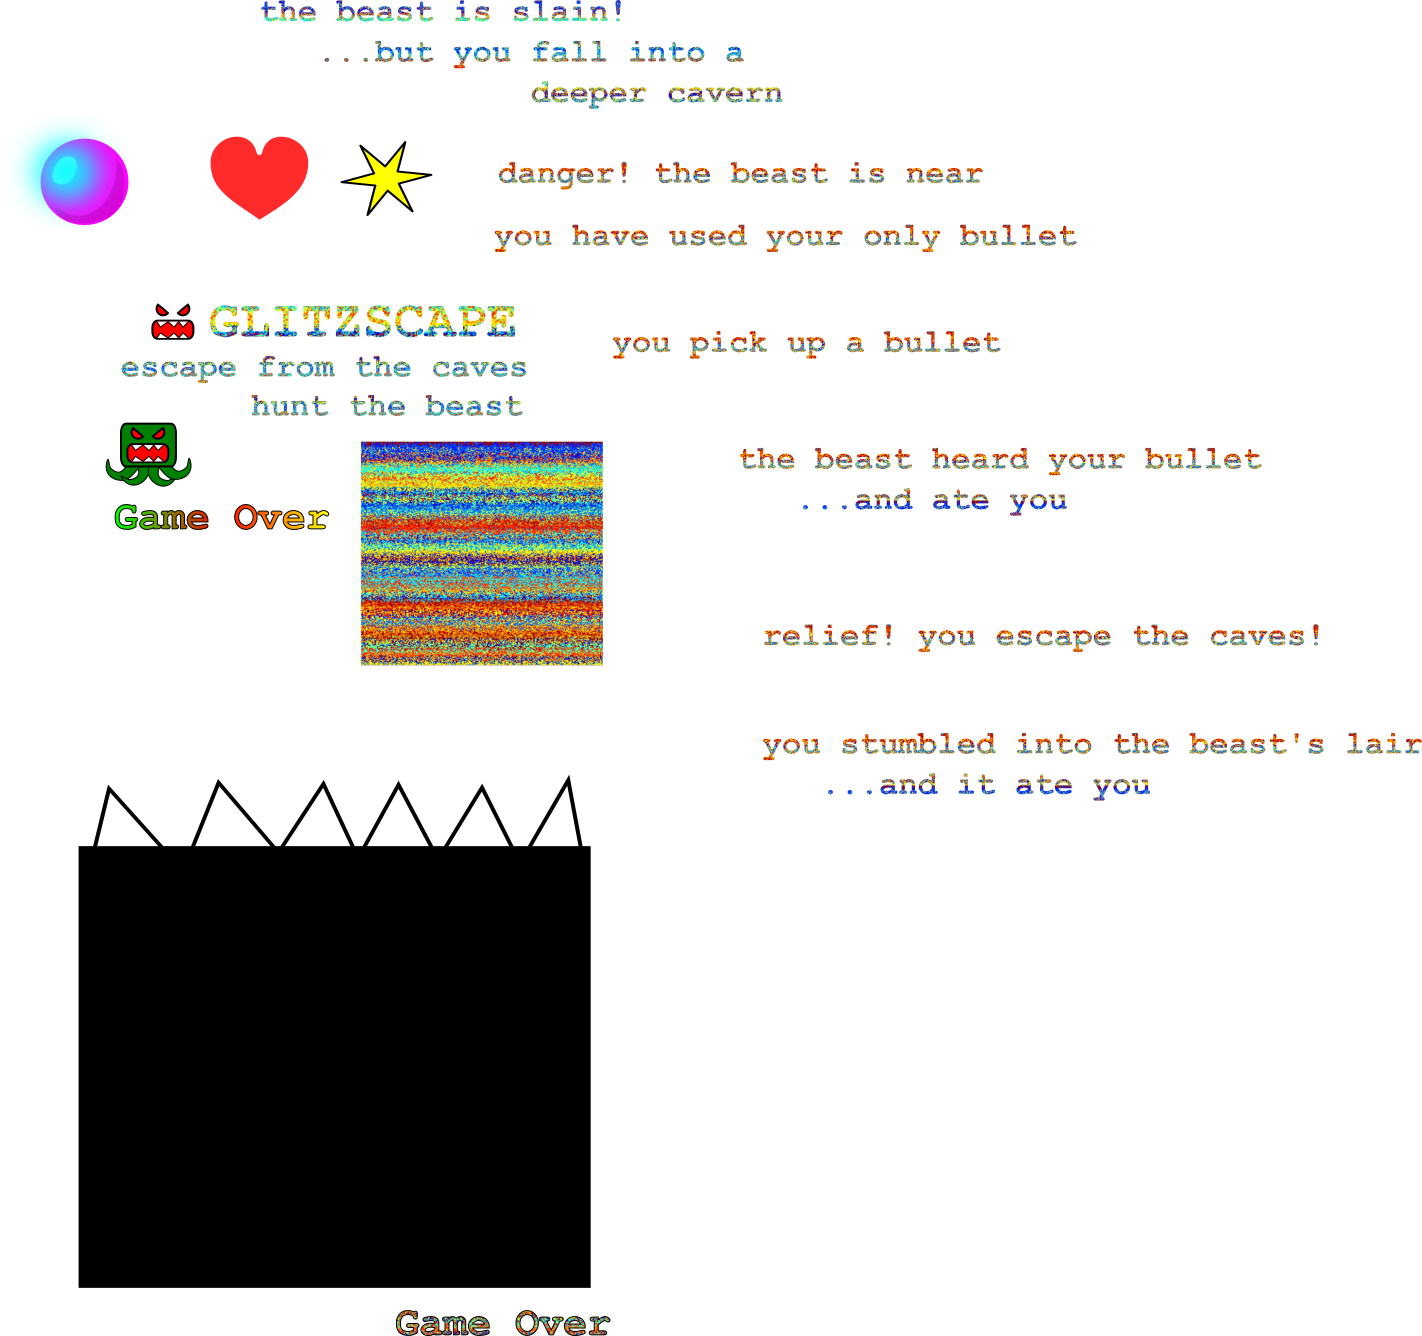 the beast is slain!
...but you fall into a
deeper cavern
danger! the beast is near
you have used your only bullet
GLITZSCAPE
you pick up a bullet
escape from the caves
hunt the beast
the beast heard your bullet
...and ate you
Game Over
relief! you escape the caves!
you stumbled into the beast's lair
...and it ate you
Game Over